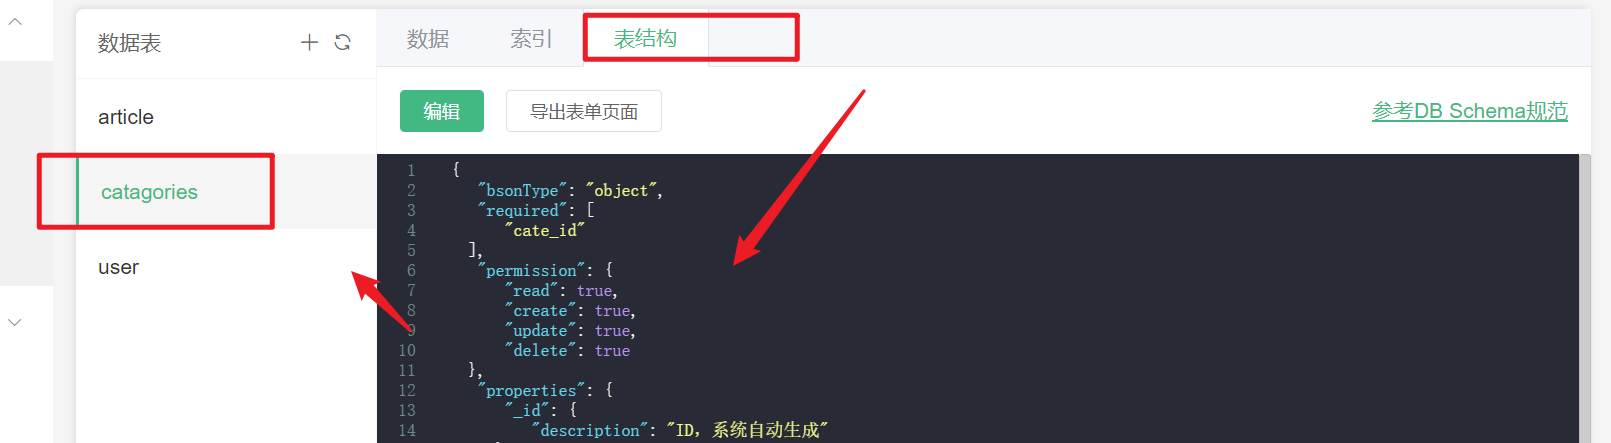 数据表
article
catagories
user
数据 索引 表结构
编辑 导出表单页面 参考DB Schema规范
1 {
2 "bsonType": "object",
3 "required": [
4 "cate_id"
5 ],
6 "permission": {
7 "read": true,
8 "create": true,
9 "update": true,
10 "delete": true
11 },
12 "properties": {
13 "_id": {
14 "description": "ID，系统自动生成"